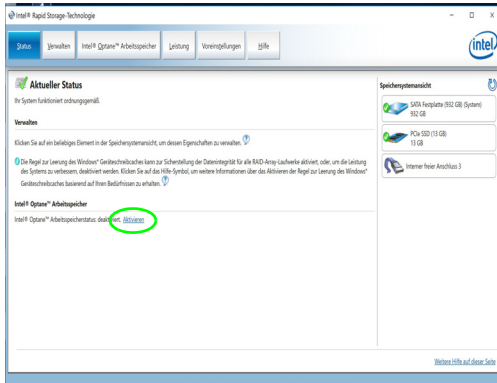 Intel® Rapid Storage-Technologie
Status Verwalten Intel® Optane™ Arbeitsspeicher Leistung Voreinstellungen Hilfe
intel
Aktueller Status
Ihr System funktioniert ordnungsgemäß.
Verwalten
Klicken Sie auf ein beliebiges Element in der Speichersystemansicht, um dessen Eigenschaften zu verwalten.
Die Regel zur Leerung des Windows* Geräteschreibcaches kann zur Sicherstellung der Datenintegrität für alle RAID-Array-Laufwerke aktiviert, oder, um die Leistung
des Systems zu verbessern, deaktiviert werden. Klicken Sie auf das Hilfe-Symbol, um weitere Informationen über das Aktivieren der Regel zur Leerung des Windows*
Geräteschreibcaches basierend auf Ihren Bedürfnissen zu erhalten.
Intel® Optane™ Arbeitsspeicher
Intel® Optane™ Arbeitsspeicherstatus: deaktiviert. Aktivieren
Speichersystemansicht
SATA Festplatte (932 GB) (System)
932 GB
PCIe SSD (13 GB)
13 GB
Interner freier Anschluss 3
Weitere Hilfe auf dieser Seite